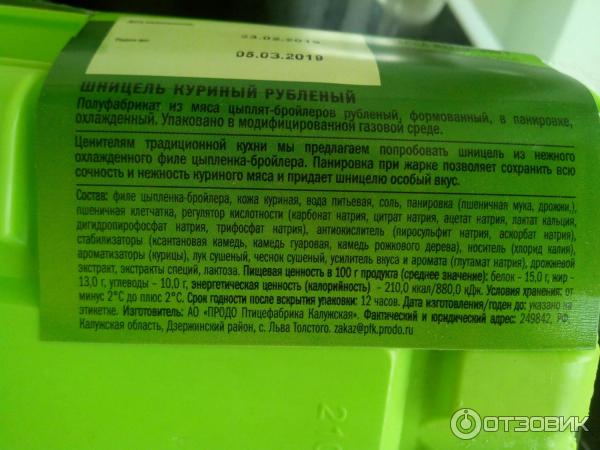 23.02.2019
05.03.2019
ШНИЦЕЛЬ КУРИНЫЙ РУБЛЕНЫЙ
Полуфабрикат из мяса цыплят-бройлеров рубленый, формованный, в панировке,
охлажденный. Упаковано в модифицированной газовой среде.
Ценителям традиционной кухни мы предлагаем попробовать шницель из нежного
охлажденного филе цыпленка-бройлера. Панировка при жарке позволяет сохранить всю
сочность и нежность куриного мяса и придает шницелю особый вкус.
Состав: филе цыпленка-бройлера, кожа куриная, вода питьевая, соль, панировка (пшеничная мука, дрожжи,
пшеничная клетчатка, регулятор кислотности (карбонат натрия, цитрат натрия, ацетат натрия, лактат кальция,
дигидропирофосфат натрия, трифосфат натрия), антиокислитель (пиросульфит натрия, аскорбат натрия),
стабилизаторы (ксантановая камедь, камедь гуаровая, камедь рожкового дерева), носитель (хлорид калия),
ароматизаторы (курицы), лук сушеный, чеснок сушеный, усилитель вкуса и аромата (глутамат натрия), дрожжевой
экстракт, экстракты специй, лактоза. Пищевая ценность в 100 г продукта (среднее значение): белок – 15,0 г, жир –
13,0 г, углеводы – 10,0 г, энергетическая ценность (калорийность) – 210,0 ккал/880,0 кДж. Условия хранения: от
минус 2°С до плюс 2°С. Срок годности после вскрытия упаковки: 12 часов. Дата изготовления/годен до: указано на
этикетке. Изготовитель: АО «ПРОДО Птицефабрика Калужская». Фактический и юридический адрес: 249842, РФ,
Калужская область, Дзержинский район, с. Льва Толстого. zakaz@pfk.prodo.ru
ОТЗОВИК